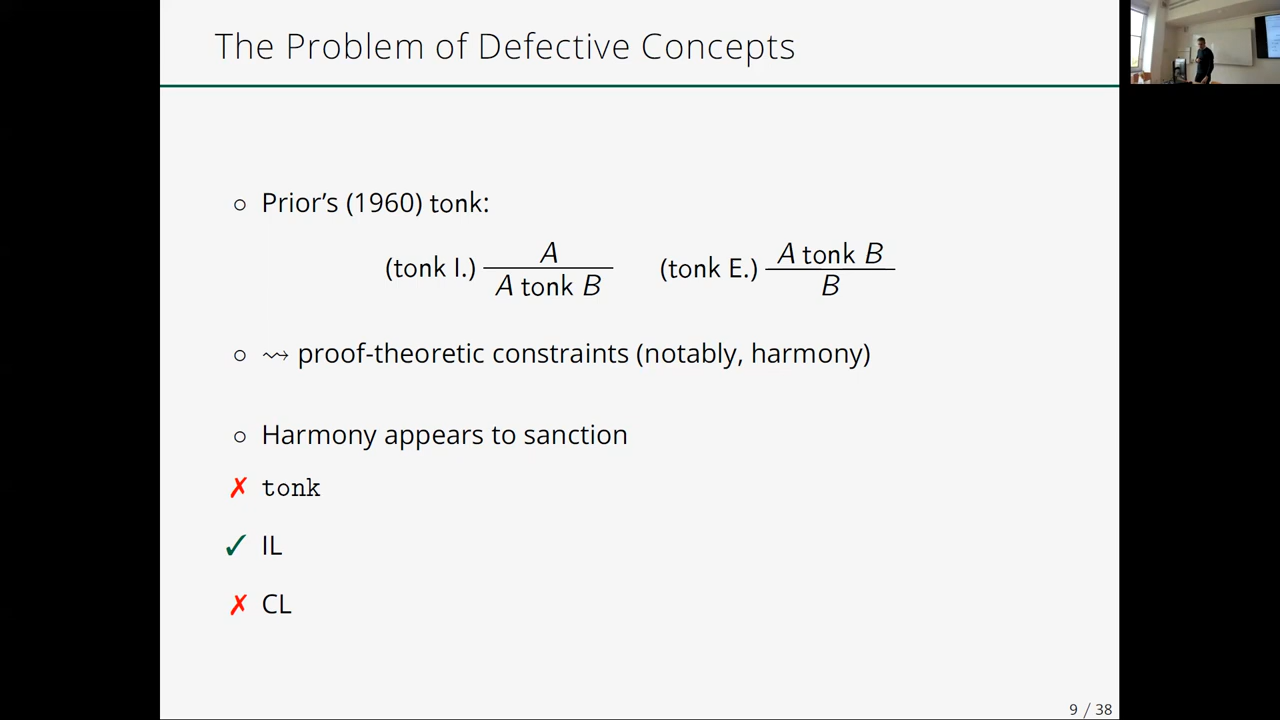 The Problem of Defective Concepts
○ Prior's (1960) tonk:
(tonk I.) A / A tonk B (tonk E.) A tonk B / B
○ ⇝ proof-theoretic constraints (notably, harmony)
○ Harmony appears to sanction
✗ tonk
✓ IL
✗ CL
9 / 38